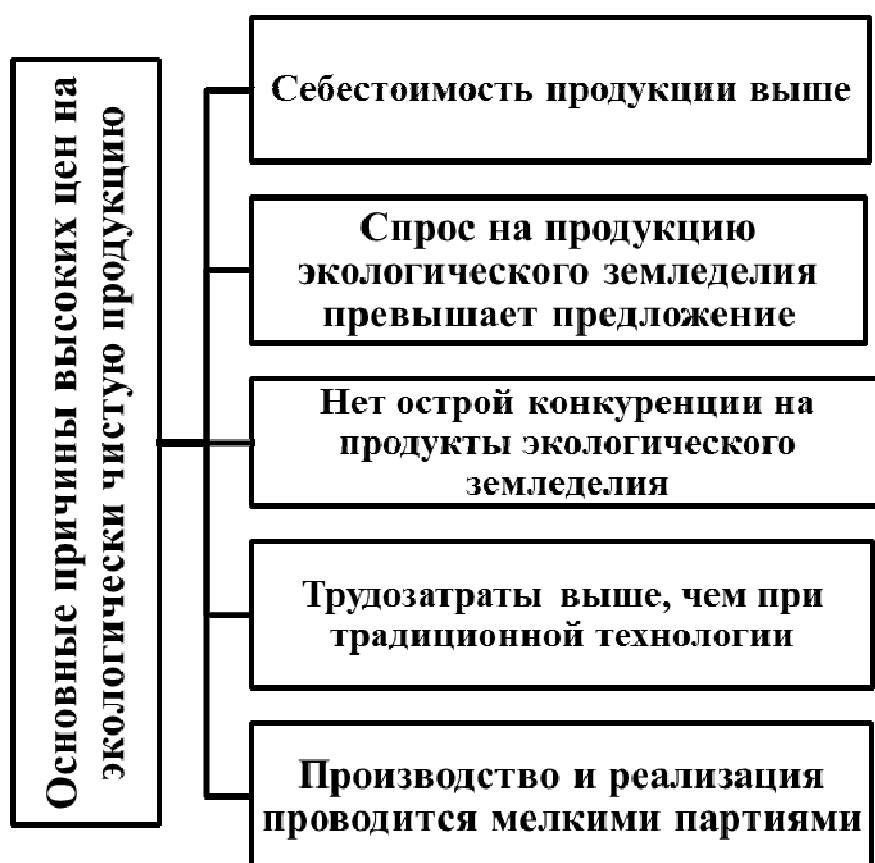 Основные причины высоких цен на
экологически чистую продукцию
Себестоимость продукции выше
Спрос на продукцию
экологического земледелия
превышает предложение
Нет острой конкуренции на
продукты экологического
земледелия
Трудозатраты выше, чем при
традиционной технологии
Производство и реализация
проводится мелкими партиями